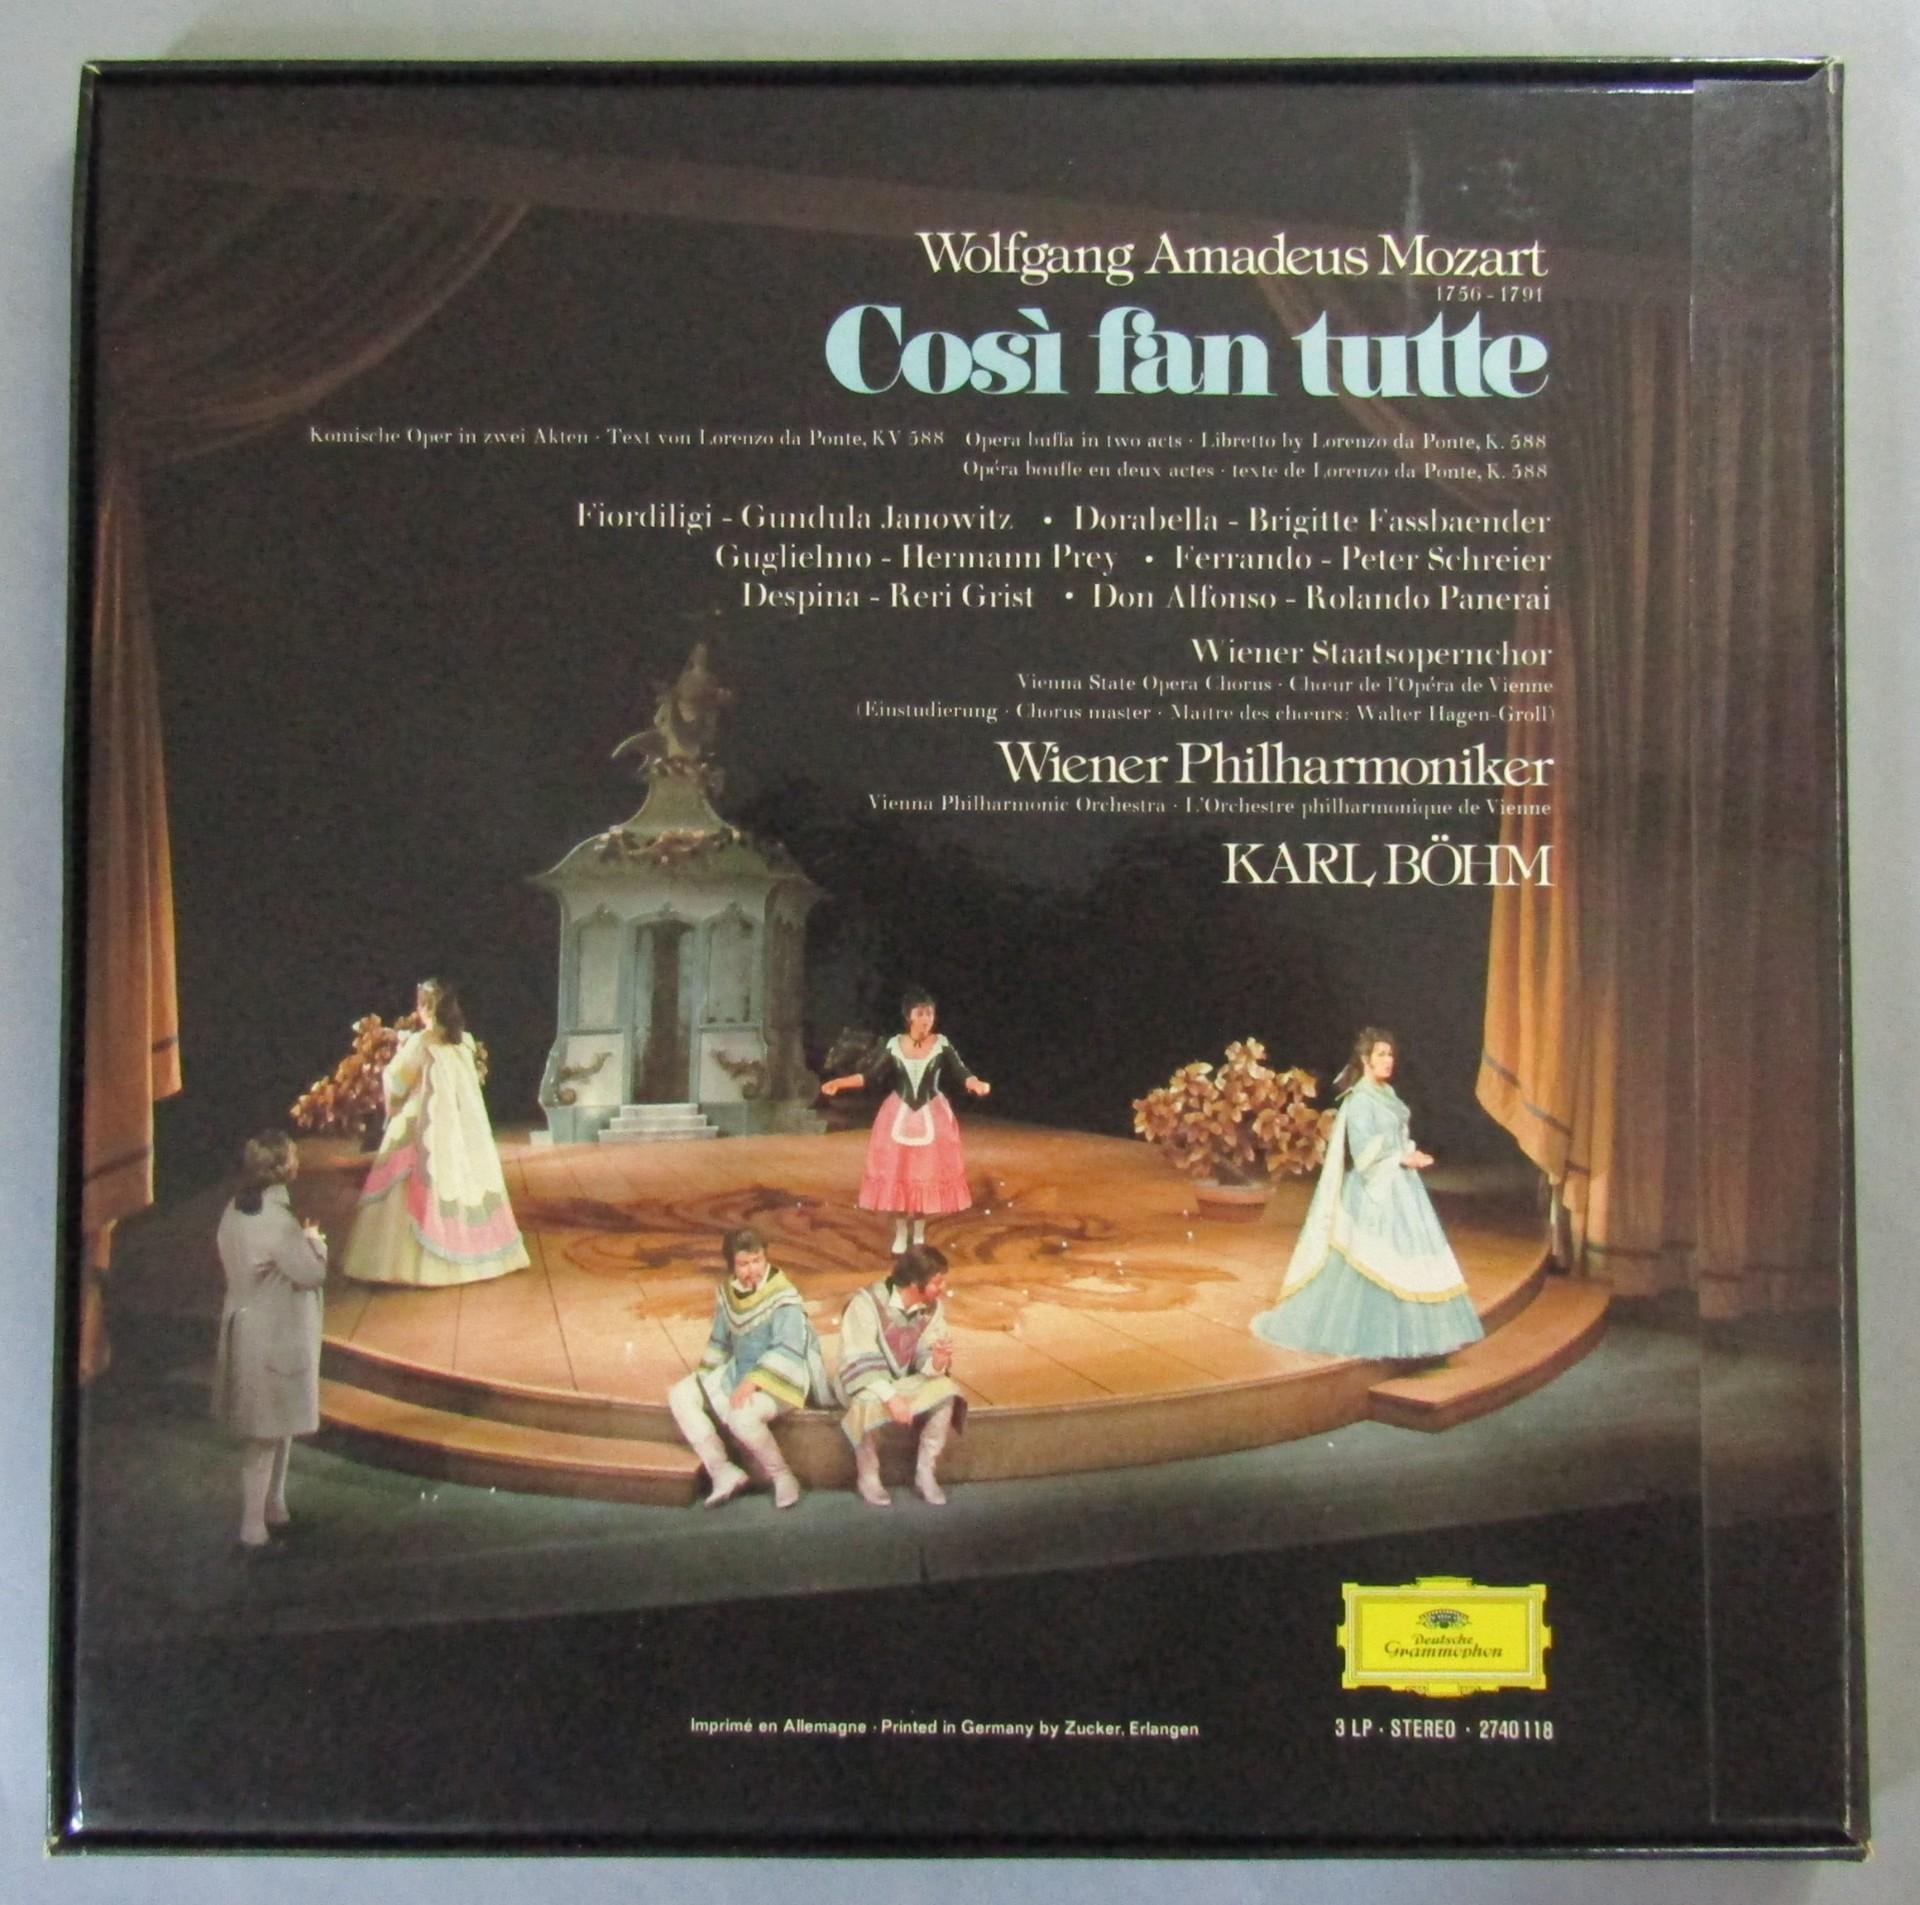 Wolfgang Amadeus Mozart
1756-1791
Così fan tutte
Komische Oper in zwei Akten · Text von Lorenzo da Ponte, KV 588 Opera buffa in two acts · Libretto by Lorenzo da Ponte, K. 588
Opéra bouffe en deux actes · texte de Lorenzo da Ponte, K. 588
Fiordiligi - Gundula Janowitz • Dorabella - Brigitte Fassbaender
Guglielmo - Hermann Prey • Ferrando - Peter Schreier
Despina - Reri Grist • Don Alfonso - Rolando Panerai
Wiener Staatsopernchor
Vienna State Opera Chorus · Chœur de l'Opéra de Vienne
(Einstudierung · Chorus master · Maître des chœurs: Walter Hagen-Groll)
Wiener Philharmoniker
Vienna Philharmonic Orchestra · L'Orchestre philharmonique de Vienne
KARL BÖHM
Deutsche
Grammophon
Imprimé en Allemagne · Printed in Germany by Zucker, Erlangen
3 LP · STEREO · 2740 118